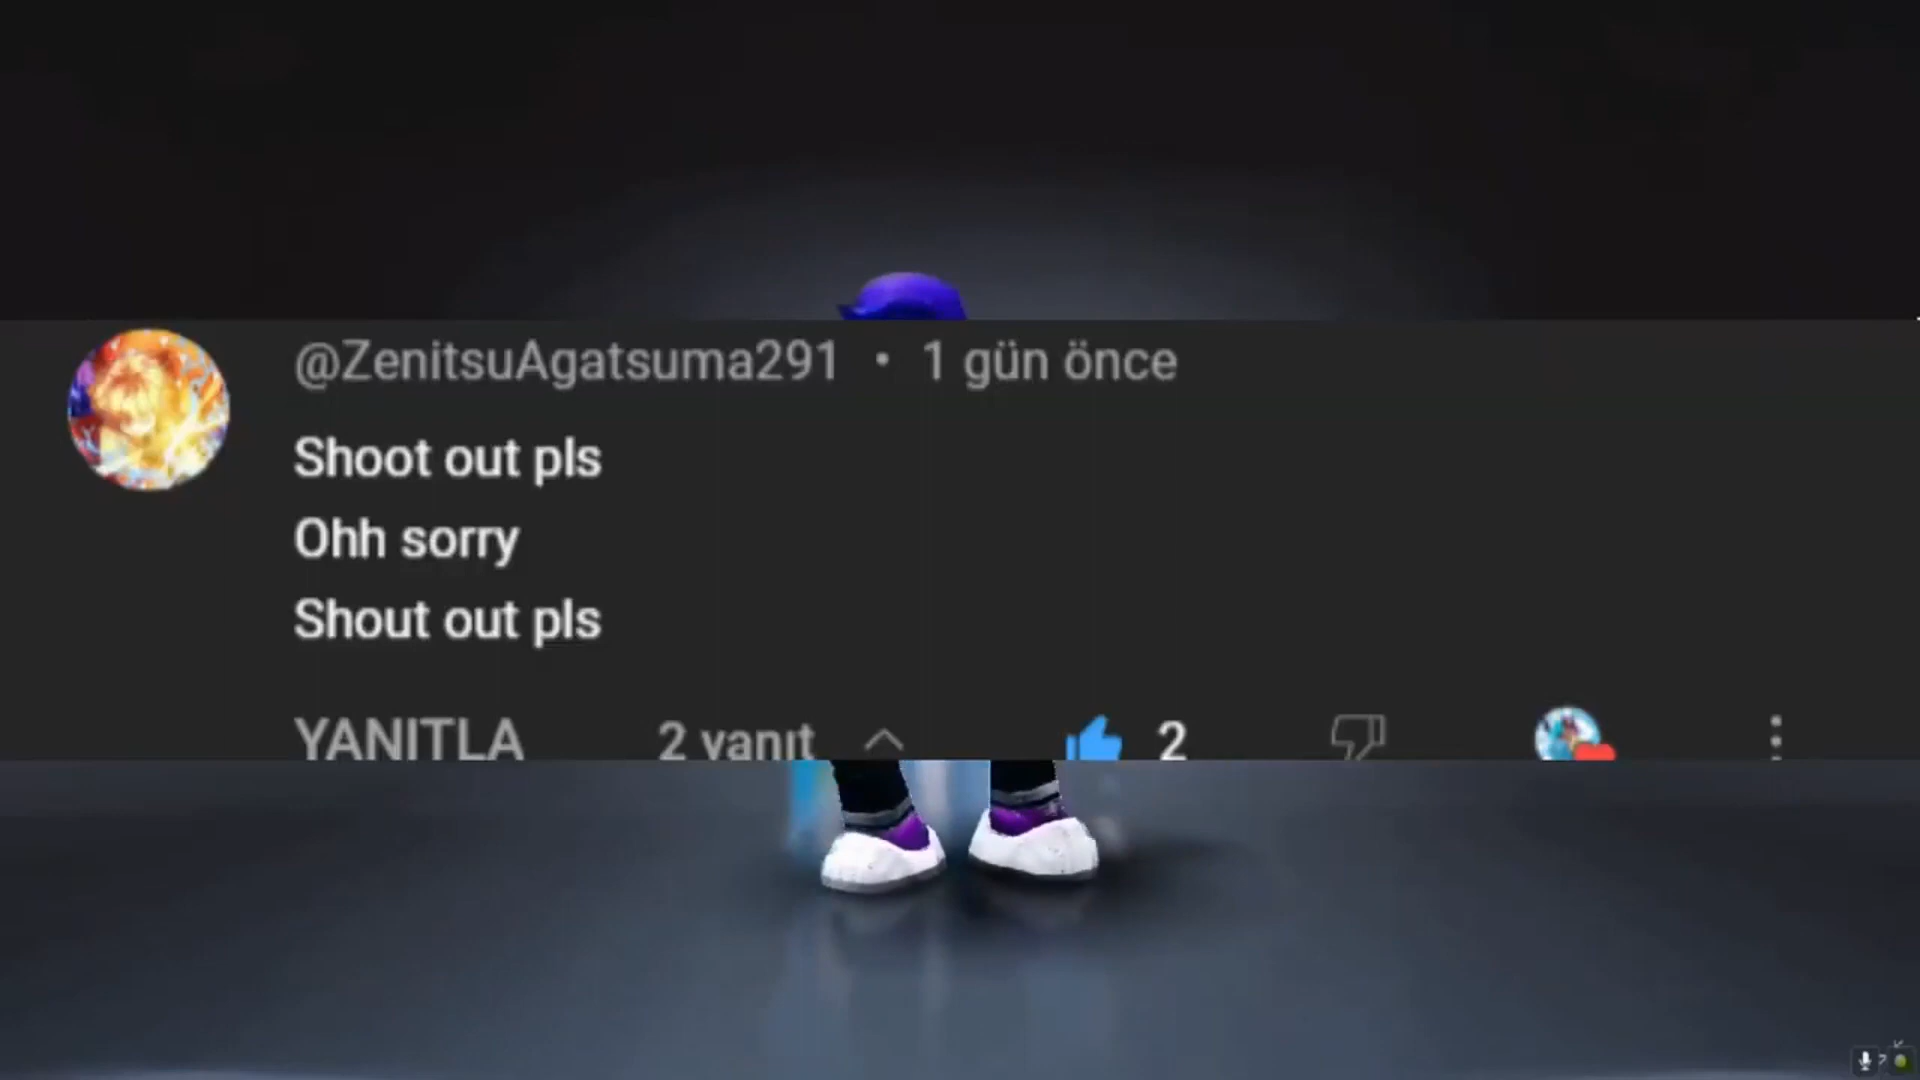 @ZenitsuAgatsuma291 • 1 gün önce
Shoot out pls
Ohh sorry
Shout out pls
YANITLA 2 yanıt 2